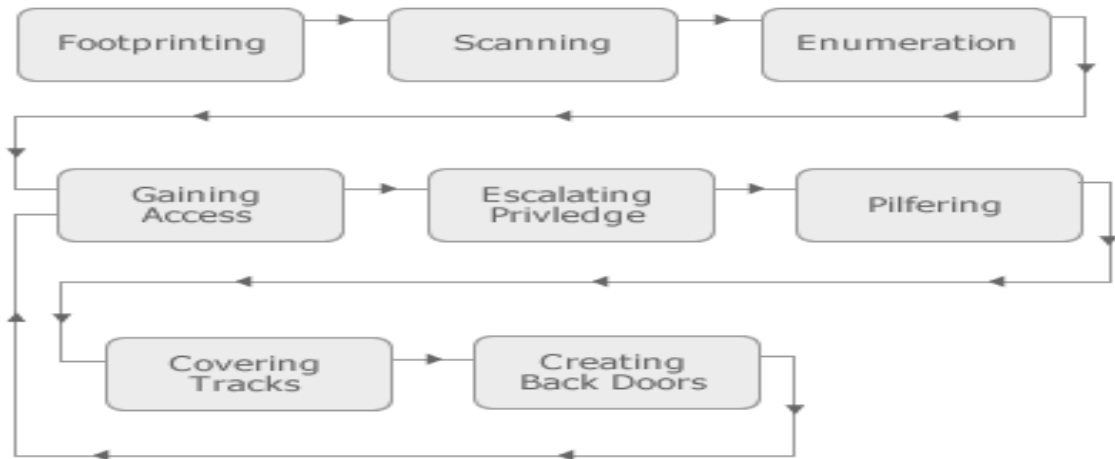 Footprinting
Scanning
Enumeration
Gaining
Access
Escalating
Privledge
Pilfering
Covering
Tracks
Creating
Back Doors